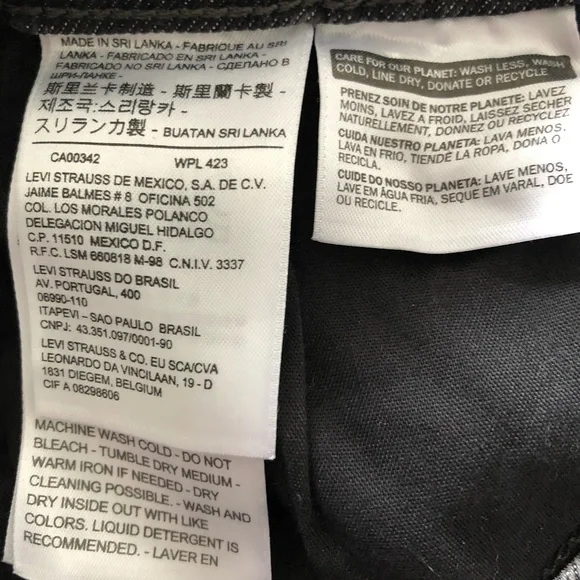 MADE IN SRI LANKA - FABRIQUE AU SRI
LANKA - FABRICADO EN SRI LANKA -
FABRICADO NO SRI LANKA - СДЕЛАНО В
ШРИ-ЛАНКЕ -
斯里兰卡制造 - 斯里蘭卡製 -
제조국:스리랑카 -
スリランカ製 - BUATAN SRI LANKA
CA00342 WPL 423
LEVI STRAUSS DE MEXICO, S.A. DE C.V.
JAIME BALMES # 8 OFICINA 502
COL. LOS MORALES POLANCO
DELEGACION MIGUEL HIDALGO
C.P. 11510 MEXICO D.F.
R.F.C. LSM 660818 M-98 C.N.I.V. 3337
LEVI STRAUSS DO BRASIL
AV. PORTUGAL, 400
06990-110
ITAPEVI – SAO PAULO BRASIL
CNPJ: 43.351.097/0001-90
LEVI STRAUSS & CO. EU SCA/CVA
LEONARDO DA VINCILAAN, 19 - D
1831 DIEGEM, BELGIUM
CIF A 08298606
MACHINE WASH COLD - DO NOT
BLEACH - TUMBLE DRY MEDIUM -
WARM IRON IF NEEDED - DRY
CLEANING POSSIBLE. - WASH AND
DRY INSIDE OUT WITH LIKE
COLORS. LIQUID DETERGENT IS
RECOMMENDED. - LAVER EN
CARE FOR OUR PLANET: WASH LESS, WASH
COLD, LINE DRY, DONATE OR RECYCLE
PRENEZ SOIN DE NOTRE PLANETE: LAVEZ
MOINS, LAVEZ A FROID, LAISSEZ SECHER
NATURELLEMENT, DONNEZ OU RECYCLEZ
CUIDA NUESTRO PLANETA: LAVA MENOS,
LAVA EN FRIO, TIENDE LA ROPA, DONA O
RECICLA.
CUIDE DO NOSSO PLANETA: LAVE MENOS,
LAVE EM ÁGUA FRIA, SEQUE EM VARAL, DOE
OU RECICLE.